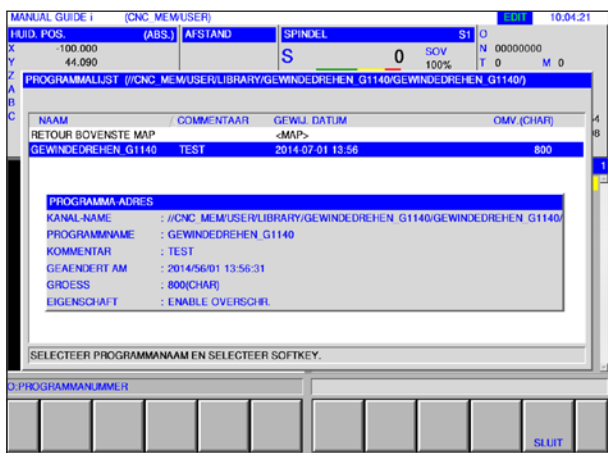 MANUAL GUIDE i (CNC_MEM/USER) EDIT 10.04.21
HUID. POS. (ABS.) AFSTAND SPINDEL S1 O
X -100.000 S 0 SOV 100% N 00000000
Y 44.090 T 0 M 0
Z
PROGRAMMALIJST (//CNC_MEM/USER/LIBRARY/GEWINDEDREHEN_G1140/GEWINDEDREHEN_G1140/)
A
B
C
NAAM / COMMENTAAR GEWIJ. DATUM OMV.(CHAR)
RETOUR BOVENSTE MAP <MAP>
GEWINDEDREHEN_G1140 TEST 2014-07-01 13:56 800
4
8
1
PROGRAMMA-ADRES
KANAL-NAME : //CNC_MEM/USER/LIBRARY/GEWINDEDREHEN_G1140/GEWINDEDREHEN_G1140/
PROGRAMMNAME : GEWINDEDREHEN_G1140
KOMMENTAR : TEST
GEAENDERT AM : 2014/56/01 13:56:31
GROESS : 800(CHAR)
EIGENSCHAFT : ENABLE OVERSCHR.
SELECTEER PROGRAMMANAAM EN SELECTEER SOFTKEY.
O:PROGRAMMANUMMER
SLUIT